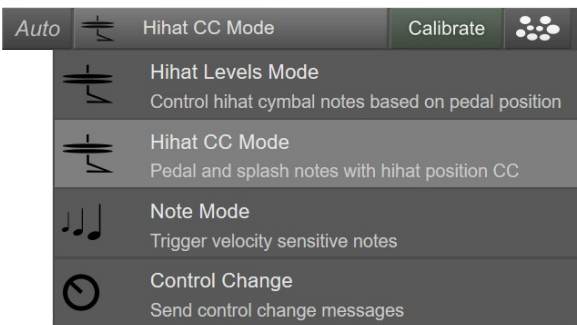 Auto Hihat CC Mode Calibrate
Hihat Levels Mode
Control hihat cymbal notes based on pedal position
Hihat CC Mode
Pedal and splash notes with hihat position CC
Note Mode
Trigger velocity sensitive notes
Control Change
Send control change messages